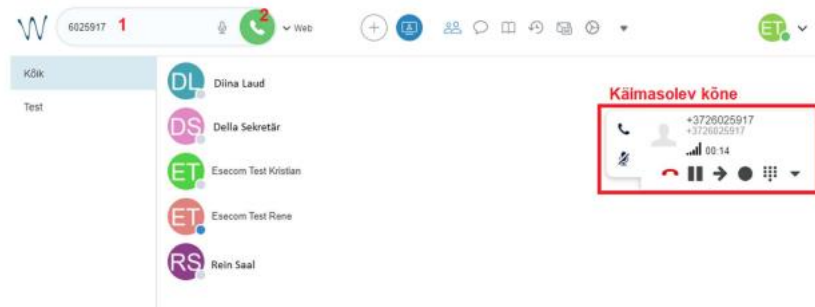 6025917 1
2
Web
ET
Kõik
Test
DL Diina Laud
DS Della Sekretär
ET Esecom Test Kristian
ET Esecom Test Rene
RS Rein Saal
Käimasolev kõne
+3726025917
+3726025917
00:14